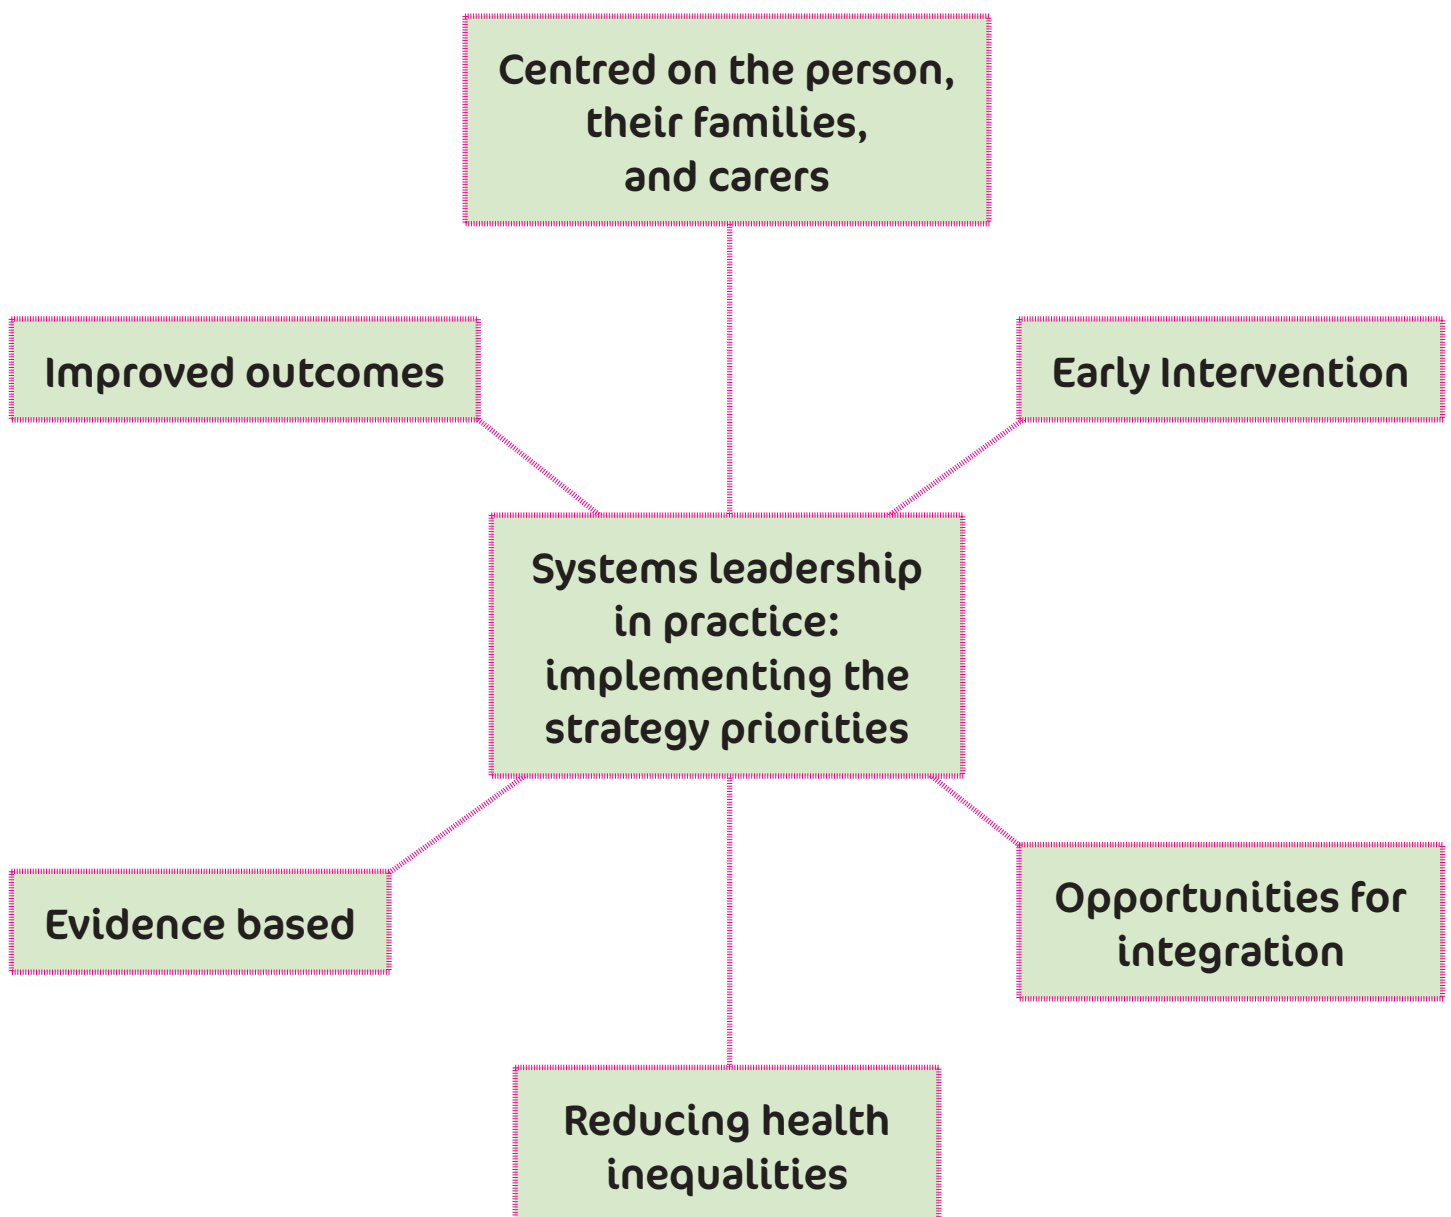 Centred on the person,
their families,
and carers
Improved outcomes
Early Intervention
Systems leadership
in practice:
implementing the
strategy priorities
Evidence based
Opportunities for
integration
Reducing health
inequalities